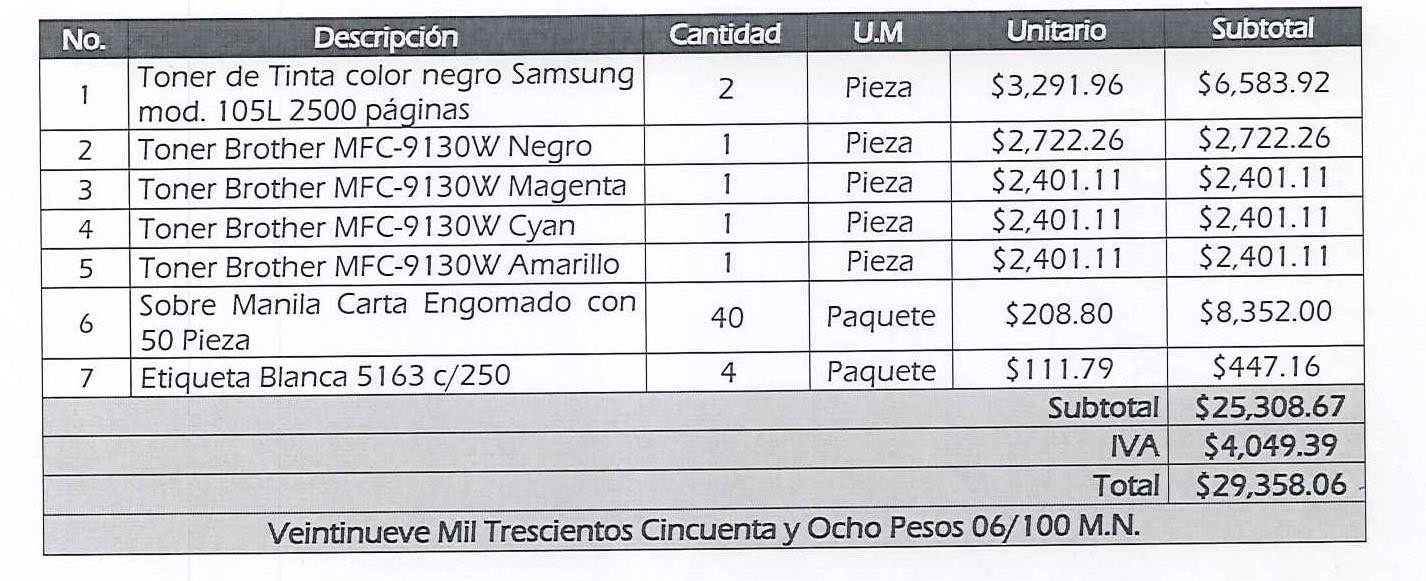 No. Descripción Cantidad U.M Unitario Subtotal
1 Toner de Tinta color negro Samsung 2 Pieza $3,291.96 $6,583.92
mod. 105L 2500 páginas
2 Toner Brother MFC-9130W Negro 1 Pieza $2,722.26 $2,722.26
3 Toner Brother MFC-9130W Magenta 1 Pieza $2,401.11 $2,401.11
4 Toner Brother MFC-9130W Cyan 1 Pieza $2,401.11 $2,401.11
5 Toner Brother MFC-9130W Amarillo 1 Pieza $2,401.11 $2,401.11
6 Sobre Manila Carta Engomado con 40 Paquete $208.80 $8,352.00
50 Pieza
7 Etiqueta Blanca 5163 c/250 4 Paquete $111.79 $447.16
Subtotal $25,308.67
IVA $4,049.39
Total $29,358.06
Veintinueve Mil Trescientos Cincuenta y Ocho Pesos 06/100 M.N.